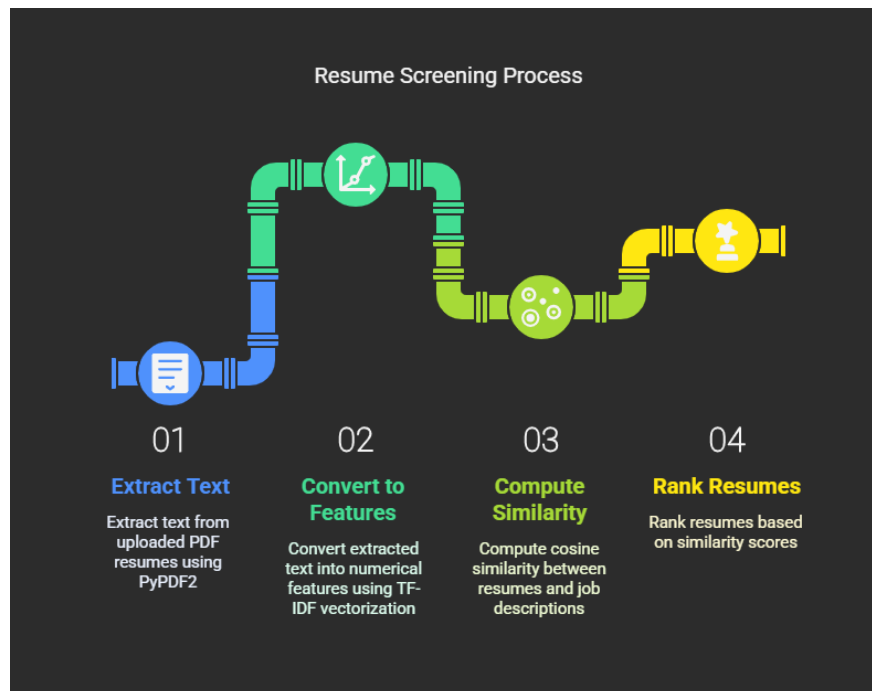 Resume Screening Process
01
Extract Text
Extract text from
uploaded PDF
resumes using
PyPDF2
02
Convert to
Features
Convert extracted
text into numerical
features using TF-
IDF vectorization
03
Compute
Similarity
Compute cosine
similarity between
resumes and job
descriptions
04
Rank Resumes
Rank resumes based
on similarity scores